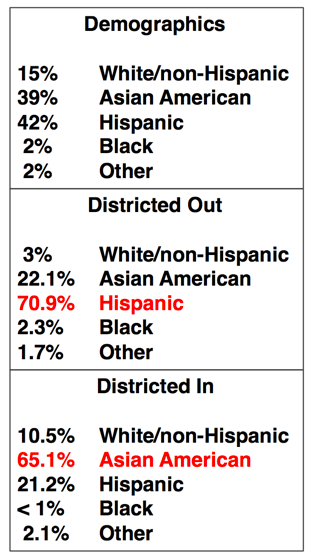 Demographics
15% White/non-Hispanic
39% Asian American
42% Hispanic
2% Black
2% Other
Districted Out
3% White/non-Hispanic
22.1% Asian American
70.9% Hispanic
2.3% Black
1.7% Other
Districted In
10.5% White/non-Hispanic
65.1% Asian American
21.2% Hispanic
< 1% Black
2.1% Other